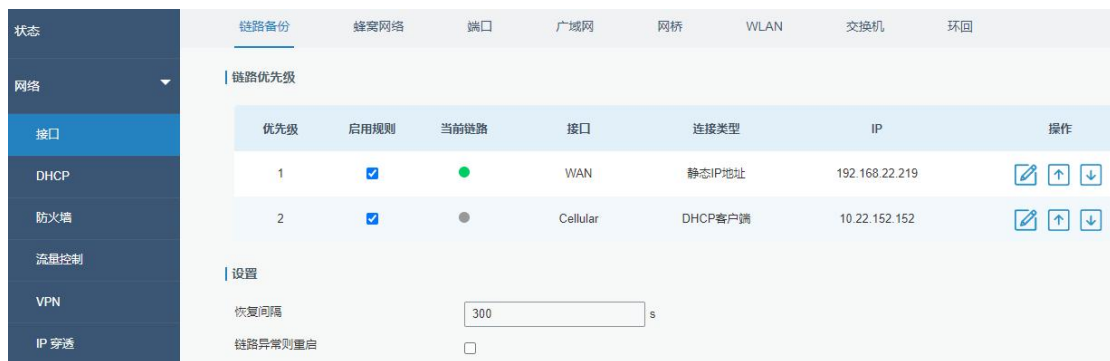 状态
网络
接口
DHCP
防火墙
流量控制
VPN
IP 穿透
链路备份 蜂窝网络 端口 广域网 网桥 WLAN 交换机 环回
链路优先级
优先级 启用规则 当前链路 接口 连接类型 IP 操作
1 WAN 静态IP地址 192.168.22.219
2 Cellular DHCP客户端 10.22.152.152
设置
恢复间隔 300 s
链路异常则重启